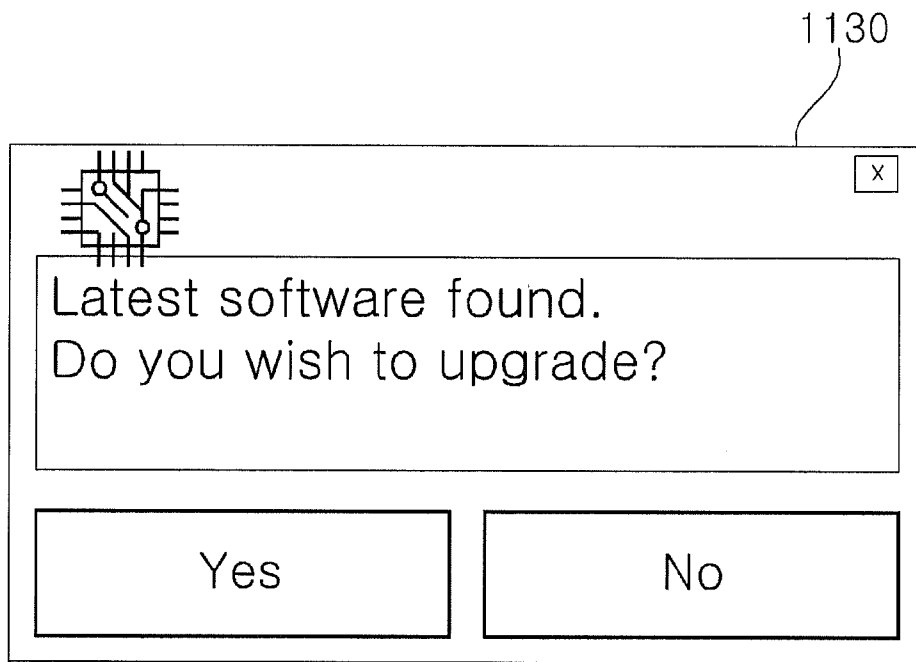 1130
X
Latest software found.
Do you wish to upgrade?
Yes
No